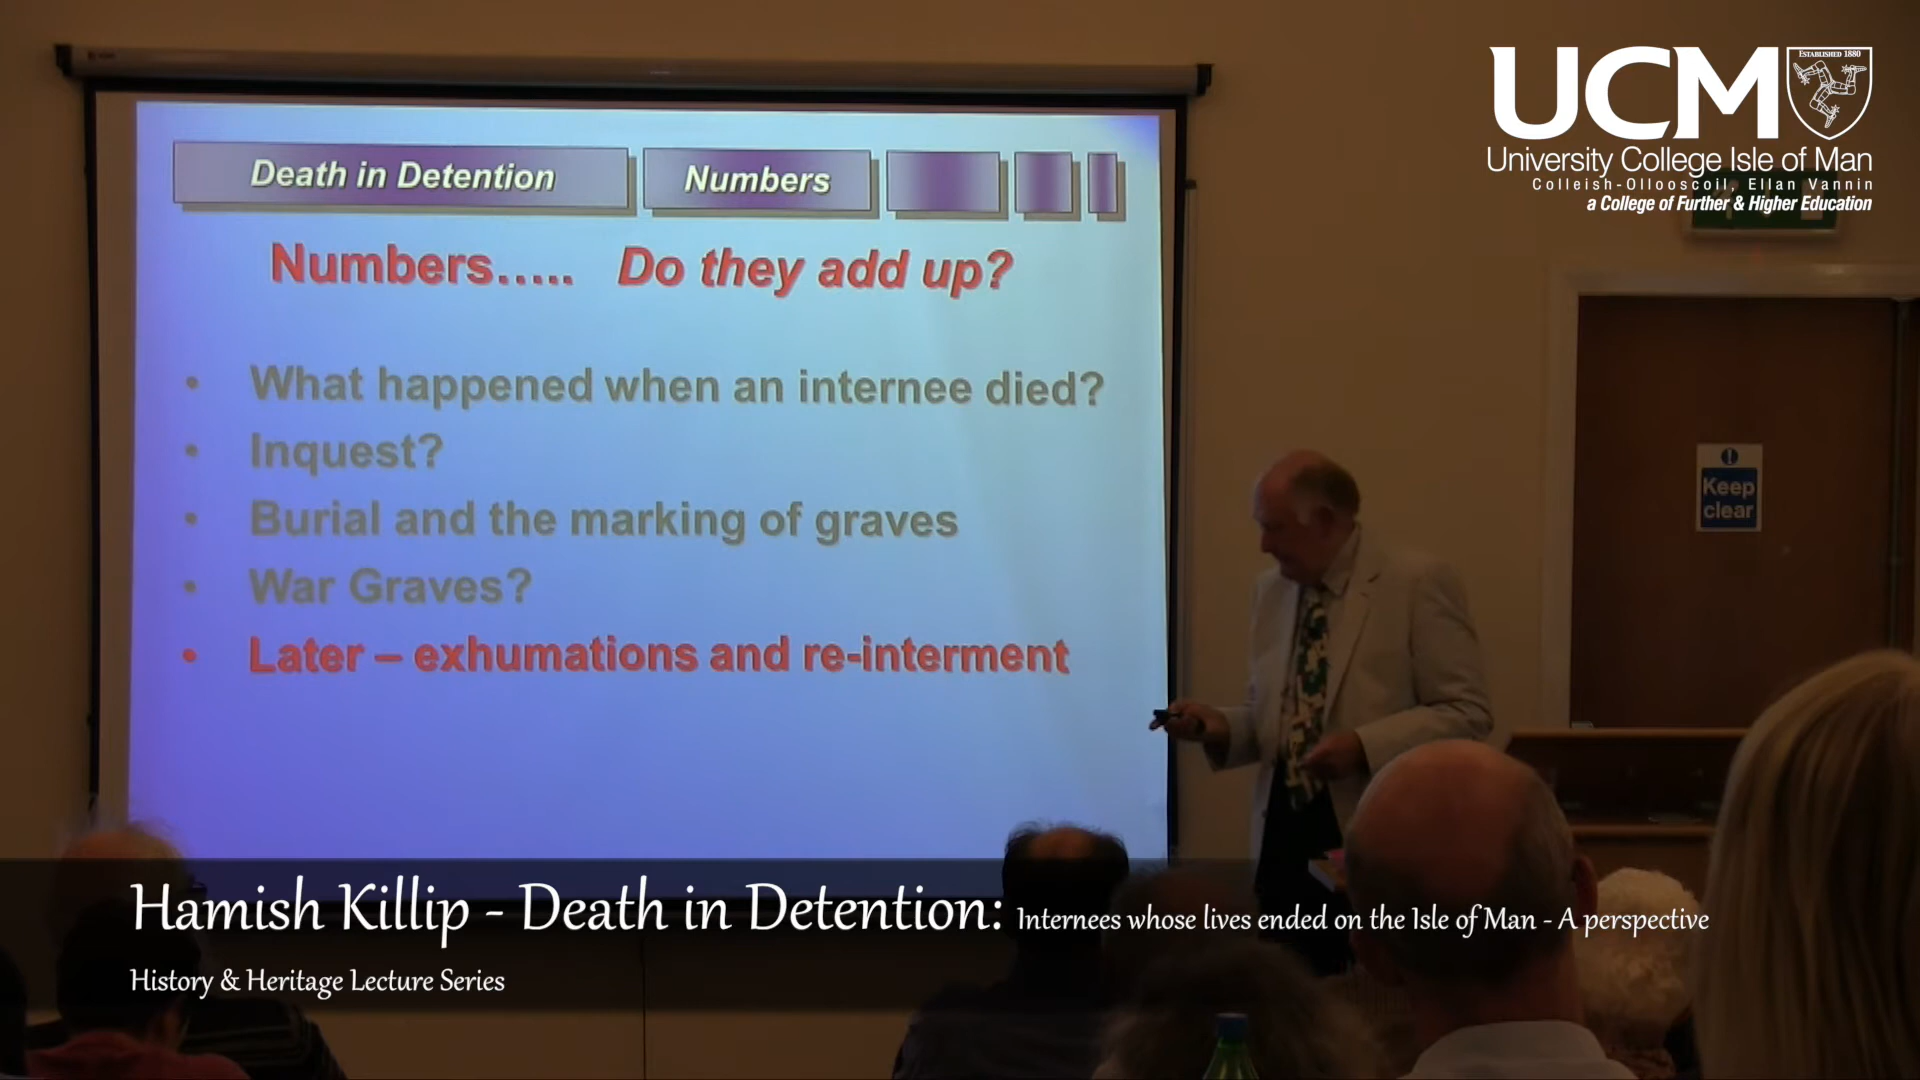 ESTABLISHED 1880
UCM
University College Isle of Man
Colleish-Ollooscoil, Ellan Vannin
a College of Further & Higher Education
Death in Detention
Numbers
Numbers..... Do they add up?
• What happened when an internee died?
• Inquest?
• Burial and the marking of graves
• War Graves?
• Later – exhumations and re-interment
Keep
clear
Hamish Killip - Death in Detention: Internees whose lives ended on the Isle of Man - A perspective
History & Heritage Lecture Series